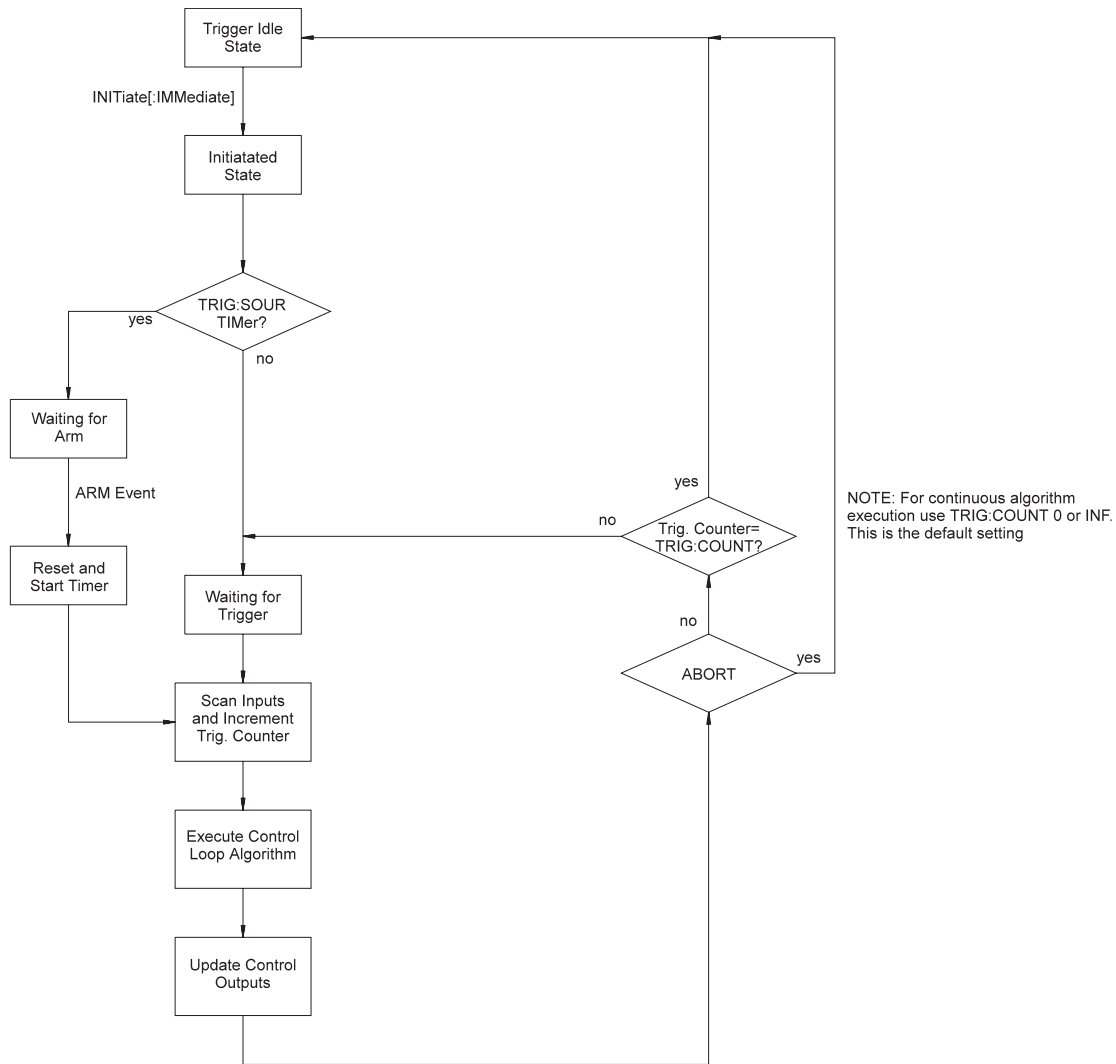 Trigger Idle
State
INITiate[:IMMediate]
Initiatated
State
TRIG:SOUR
TIMer?
yes
no
Waiting for
Arm
ARM Event
Reset and
Start Timer
Waiting for
Trigger
Scan Inputs
and Increment
Trig. Counter
Execute Control
Loop Algorithm
Update Control
Outputs
ABORT
yes
no
Trig. Counter=
TRIG:COUNT?
yes
no
NOTE: For continuous algorithm
execution use TRIG:COUNT 0 or INF.
This is the default setting